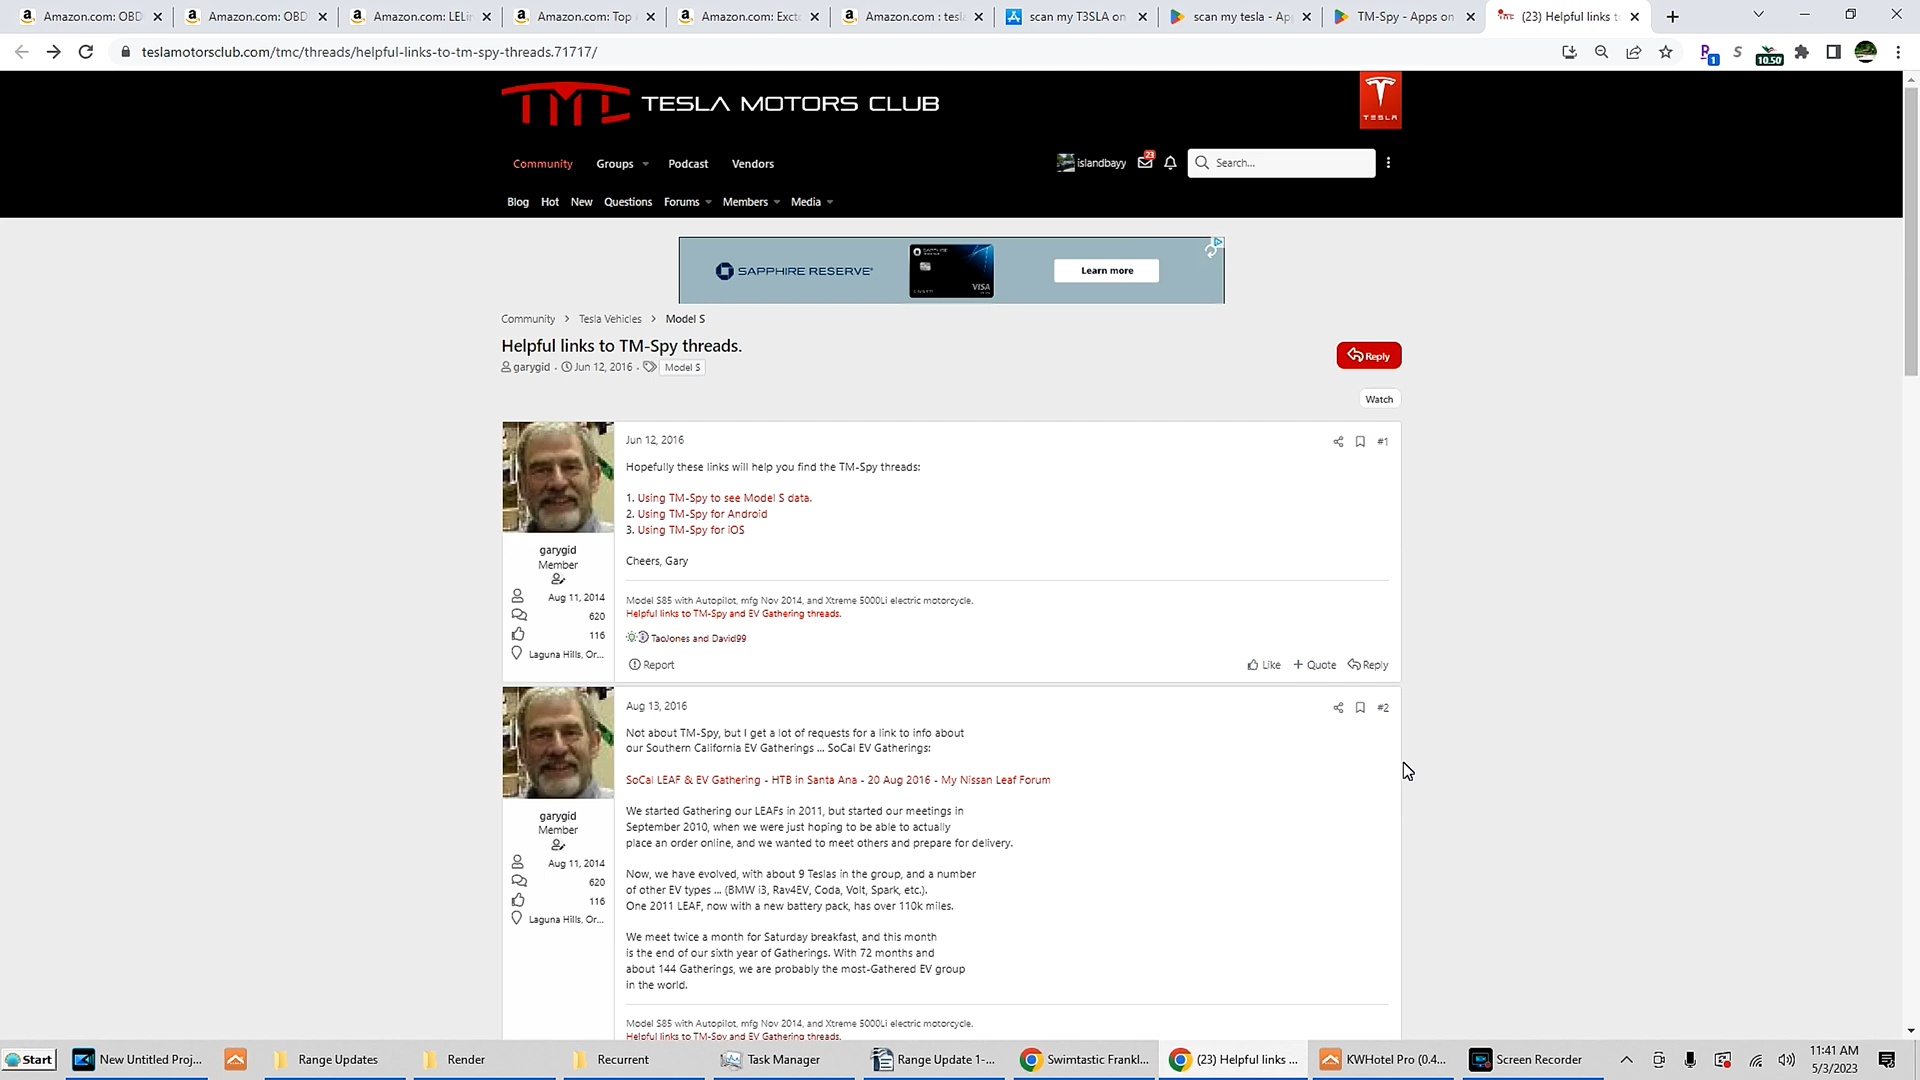 Amazon.com: OBD
Amazon.com: OBD
Amazon.com: LELin
Amazon.com: Top
Amazon.com: Exct
Amazon.com : tesla
scan my T3SLA on
scan my tesla - Ap
TM-Spy - Apps on
(23) Helpful links t
teslamotorsclub.com/tmc/threads/helpful-links-to-tm-spy-threads.71717/
1
10.50
TMC TESLA MOTORS CLUB
TESLA
Community Groups Podcast Vendors
islandbayy 23 Search...
Blog Hot New Questions Forums Members Media
SAPPHIRE RESERVE
SAPPHIRE
VISA
Learn more
Community > Tesla Vehicles > Model S
Helpful links to TM-Spy threads.
Reply
garygid · Jun 12, 2016 · Model S
Watch
Jun 12, 2016
#1
Hopefully these links will help you find the TM-Spy threads:
1. Using TM-Spy to see Model S data.
2. Using TM-Spy for Android
3. Using TM-Spy for iOS
Cheers, Gary
garygid
Member
Aug 11, 2014
620
116
Laguna Hills, Or...
Model S85 with Autopilot, mfg Nov 2014, and Xtreme 5000Li electric motorcycle.
Helpful links to TM-Spy and EV Gathering threads.
TaoJones and David99
Report
Like + Quote Reply
Aug 13, 2016
#2
Not about TM-Spy, but I get a lot of requests for a link to info about
our Southern California EV Gatherings ... SoCal EV Gatherings:
SoCal LEAF & EV Gathering - HTB in Santa Ana - 20 Aug 2016 - My Nissan Leaf Forum
We started Gathering our LEAFs in 2011, but started our meetings in
September 2010, when we were just hoping to be able to actually
place an order online, and we wanted to meet others and prepare for delivery.
Now, we have evolved, with about 9 Teslas in the group, and a number
of other EV types ... (BMW i3, Rav4EV, Coda, Volt, Spark, etc.).
One 2011 LEAF, now with a new battery pack, has over 110k miles.
We meet twice a month for Saturday breakfast, and this month
is the end of our sixth year of Gatherings. With 72 months and
about 144 Gatherings, we are probably the most-Gathered EV group
in the world.
garygid
Member
Aug 11, 2014
620
116
Laguna Hills, Or...
Model S85 with Autopilot, mfg Nov 2014, and Xtreme 5000Li electric motorcycle.
Helpful links to TM-Spy and EV Gathering threads.
Start
New Untitled Proj...
Range Updates
Render
Recurrent
Task Manager
Range Update 1-...
Swimtastic Frankl...
(23) Helpful links ...
KWHotel Pro (0.4...
Screen Recorder
11:41 AM
5/3/2023